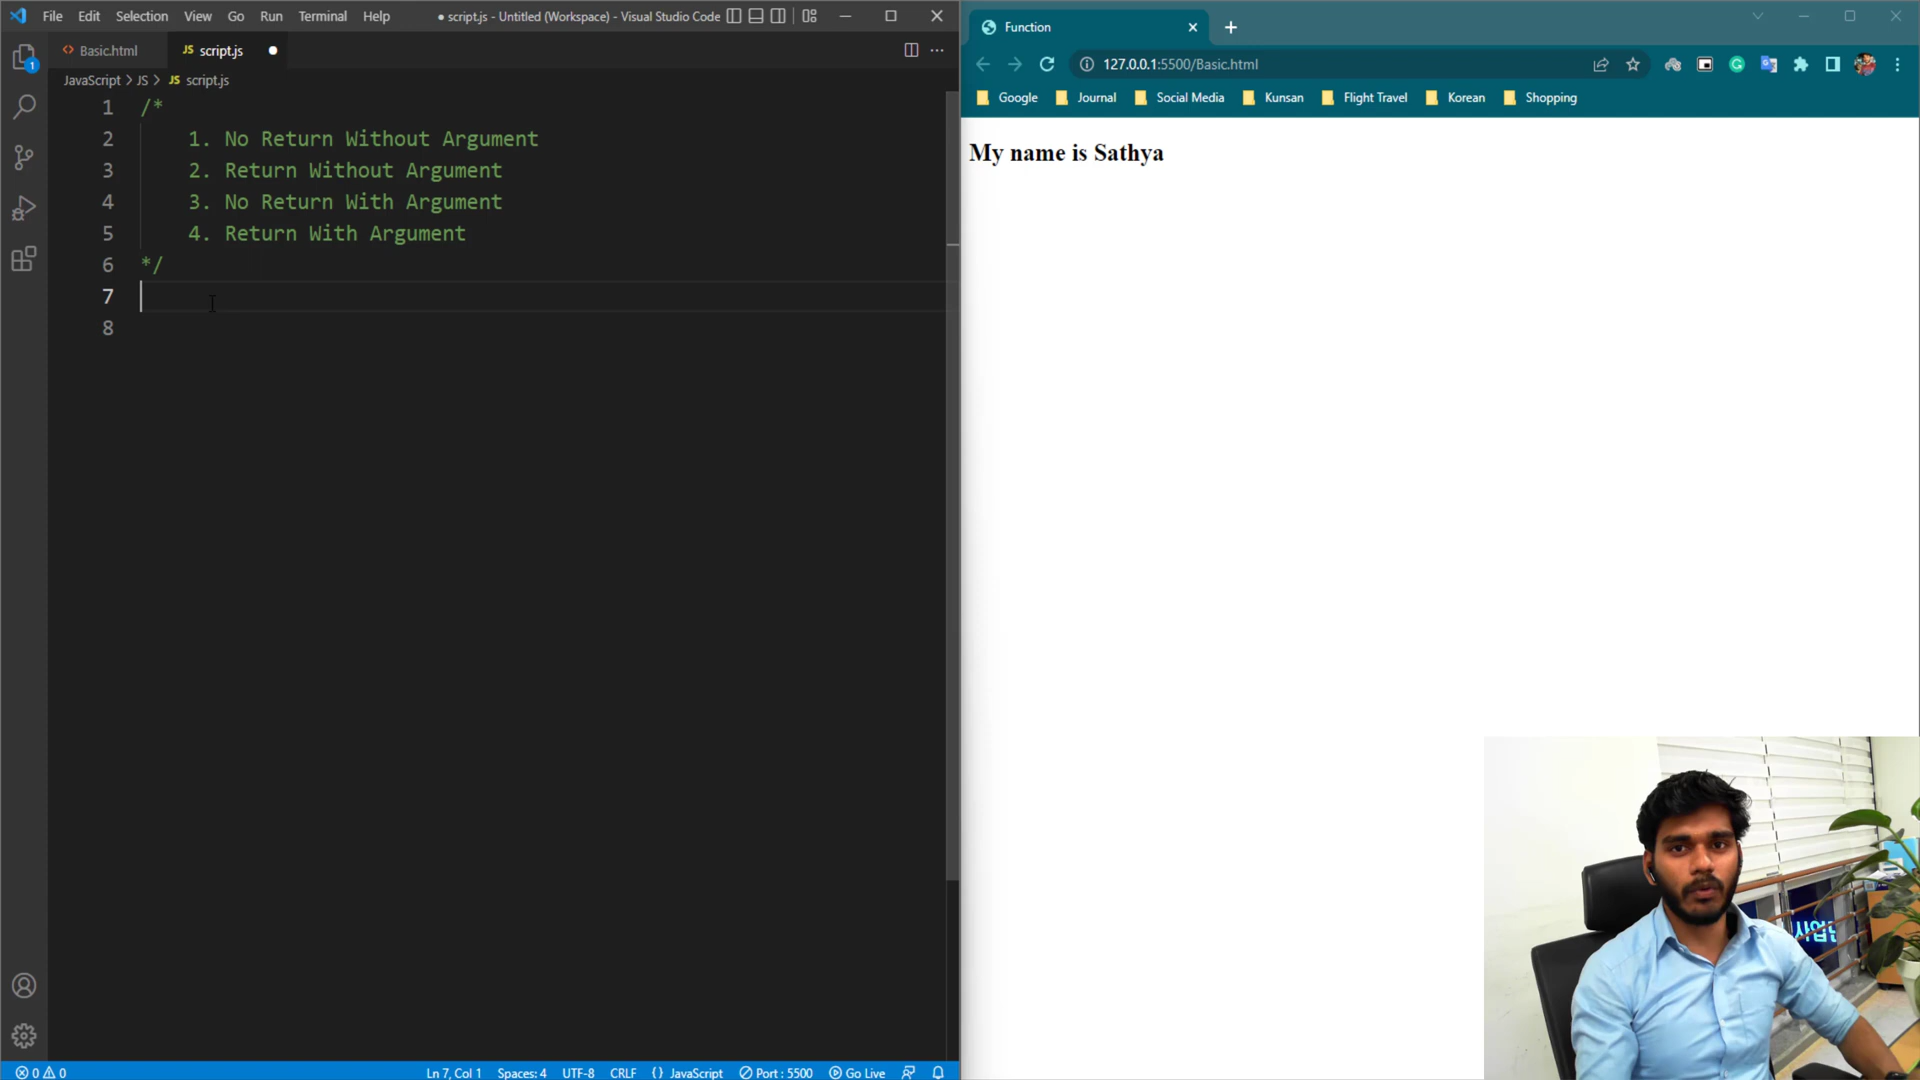 File Edit Selection View Go Run Terminal Help ● script.js - Untitled (Workspace) - Visual Studio Code
Basic.html JS script.js ●
JavaScript > JS > JS script.js
1 /*
2 1. No Return Without Argument
3 2. Return Without Argument
4 3. No Return With Argument
5 4. Return With Argument
6 */
7
8
1
0 0 Ln 7, Col 1 Spaces: 4 UTF-8 CRLF {} JavaScript Port : 5500 Go Live
Function
127.0.0.1:5500/Basic.html
Google Journal Social Media Kunsan Flight Travel Korean Shopping
My name is Sathya